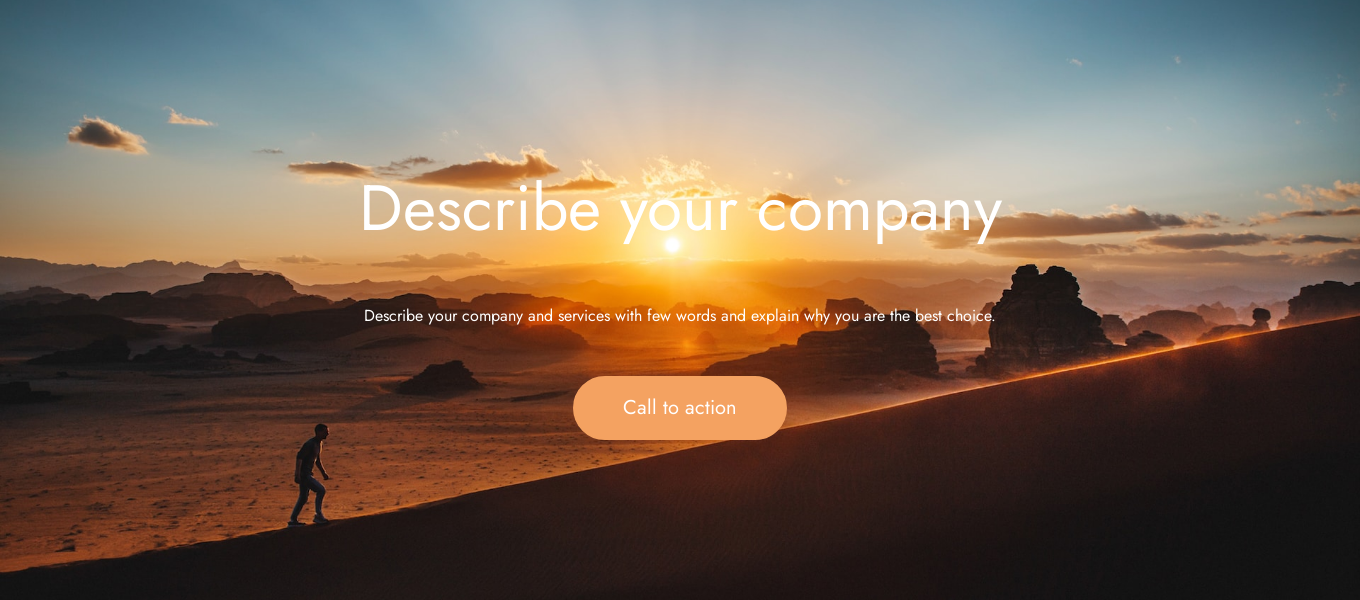 Describe your company
Describe your company and services with few words and explain why you are the best choice.
Call to action